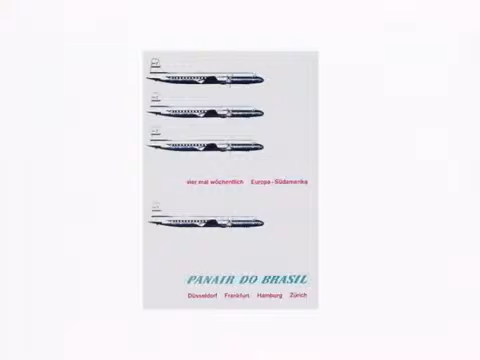 vier mal wöchentlich Europa-Südamerika
PANAIR DO BRASIL
Düsseldorf Frankfurt Hamburg Zürich